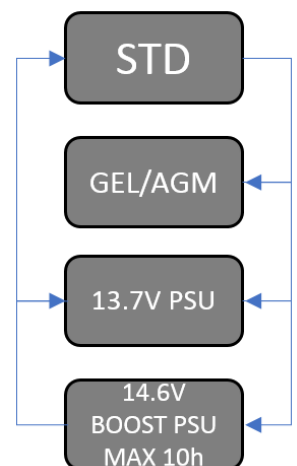 STD
GEL/AGM
13.7V PSU
14.6V
BOOST PSU
MAX 10h